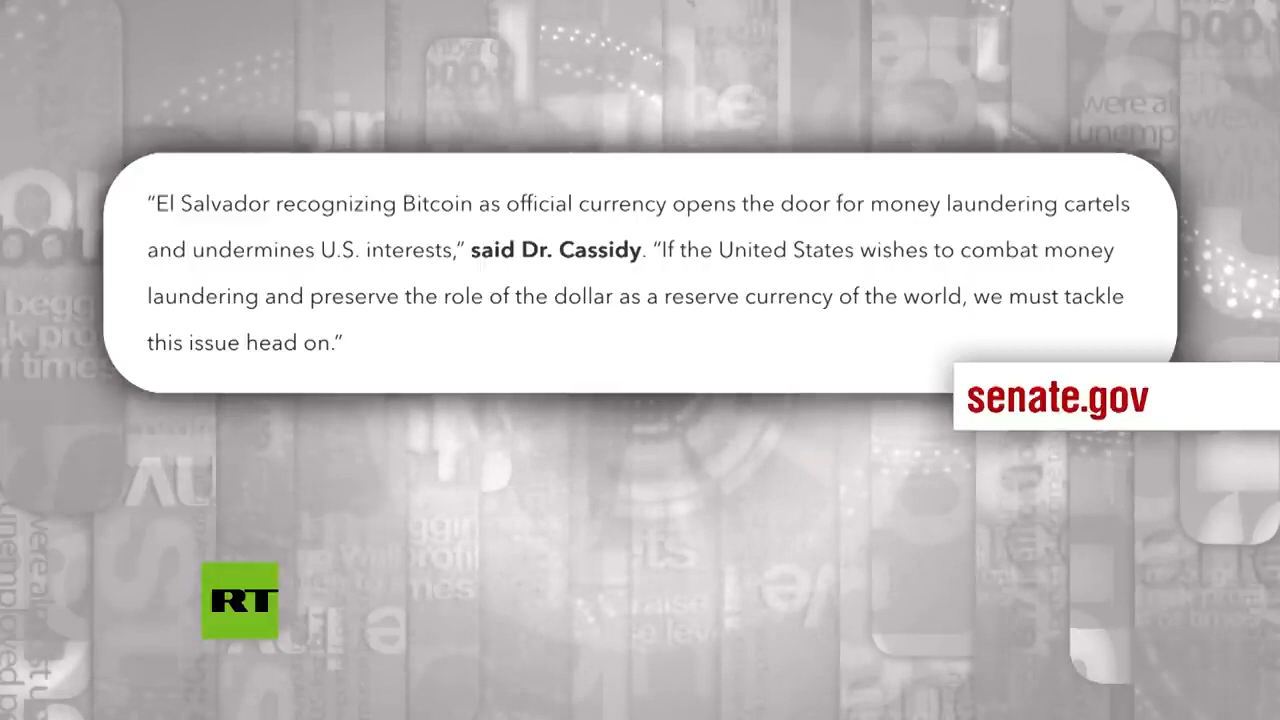 “El Salvador recognizing Bitcoin as official currency opens the door for money laundering cartels
and undermines U.S. interests,” said Dr. Cassidy. “If the United States wishes to combat money
laundering and preserve the role of the dollar as a reserve currency of the world, we must tackle
this issue head on.”
senate.gov
RT